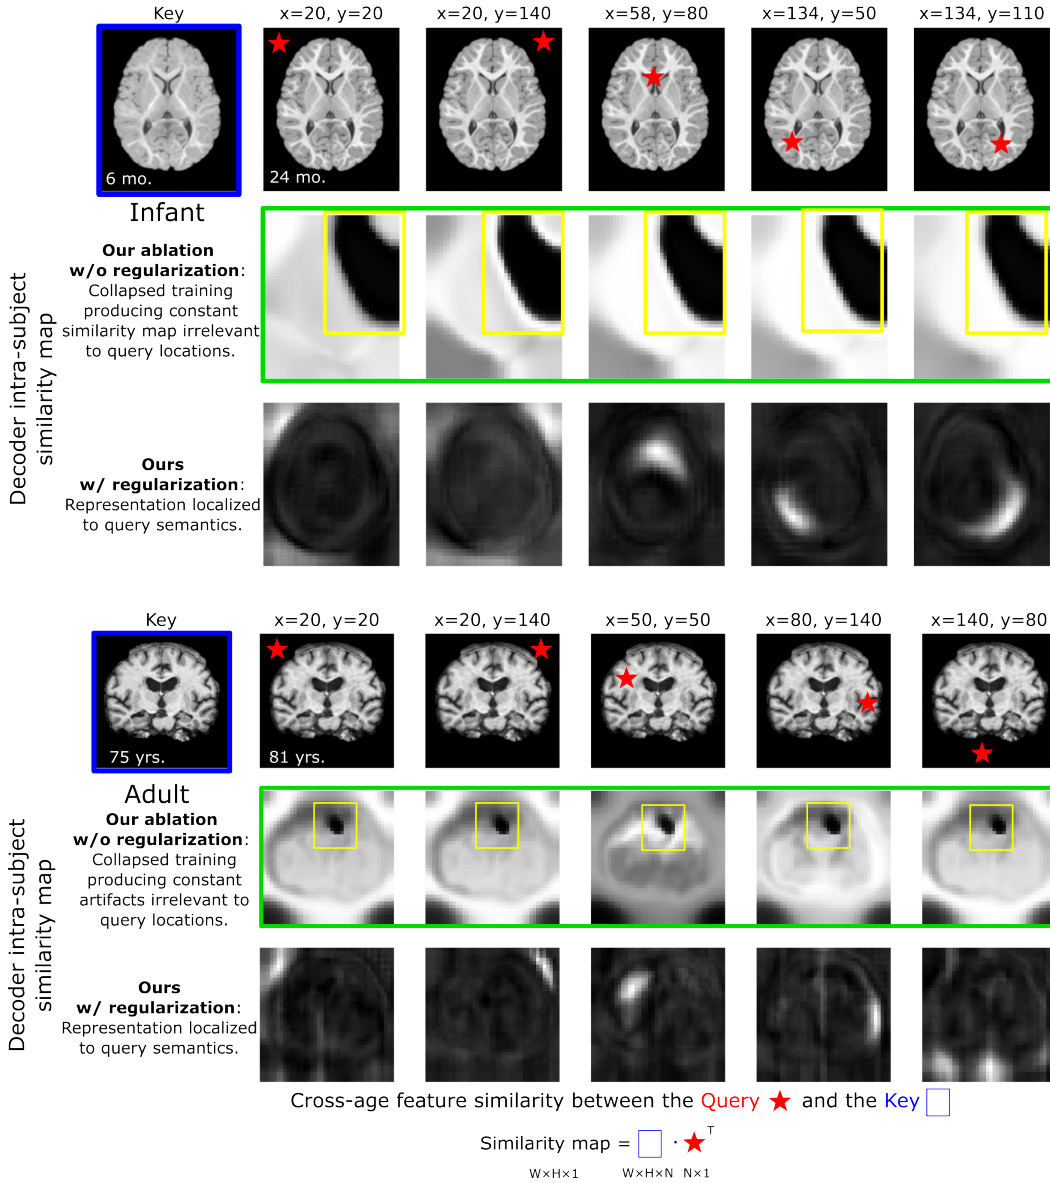 Key
x=20, y=20
x=20, y=140
x=58, y=80
x=134, y=50
x=134, y=110
6 mo.
24 mo.
Infant
Decoder intra-subject
similarity map
Our ablation
w/o regularization:
Collapsed training
producing constant
similarity map irrelevant
to query locations.
Ours
w/ regularization:
Representation localized
to query semantics.
Key
x=20, y=20
x=20, y=140
x=50, y=50
x=80, y=140
x=140, y=80
75 yrs.
81 yrs.
Adult
Decoder intra-subject
similarity map
Our ablation
w/o regularization:
Collapsed training
producing constant
artifacts irrelevant to
query locations.
Ours
w/ regularization:
Representation localized
to query semantics.
Cross-age feature similarity between the Query ★ and the Key □
Similarity map = □ · ★ᵀ
W×H×1 W×H×N N×1